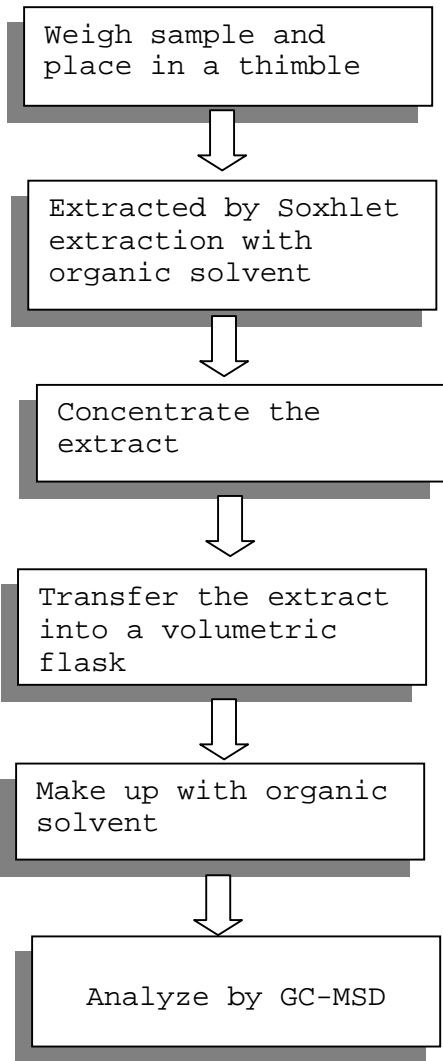 Weigh sample and
place in a thimble
Extracted by Soxhlet
extraction with
organic solvent
Concentrate the
extract
Transfer the extract
into a volumetric
flask
Make up with organic
solvent
Analyze by GC-MSD